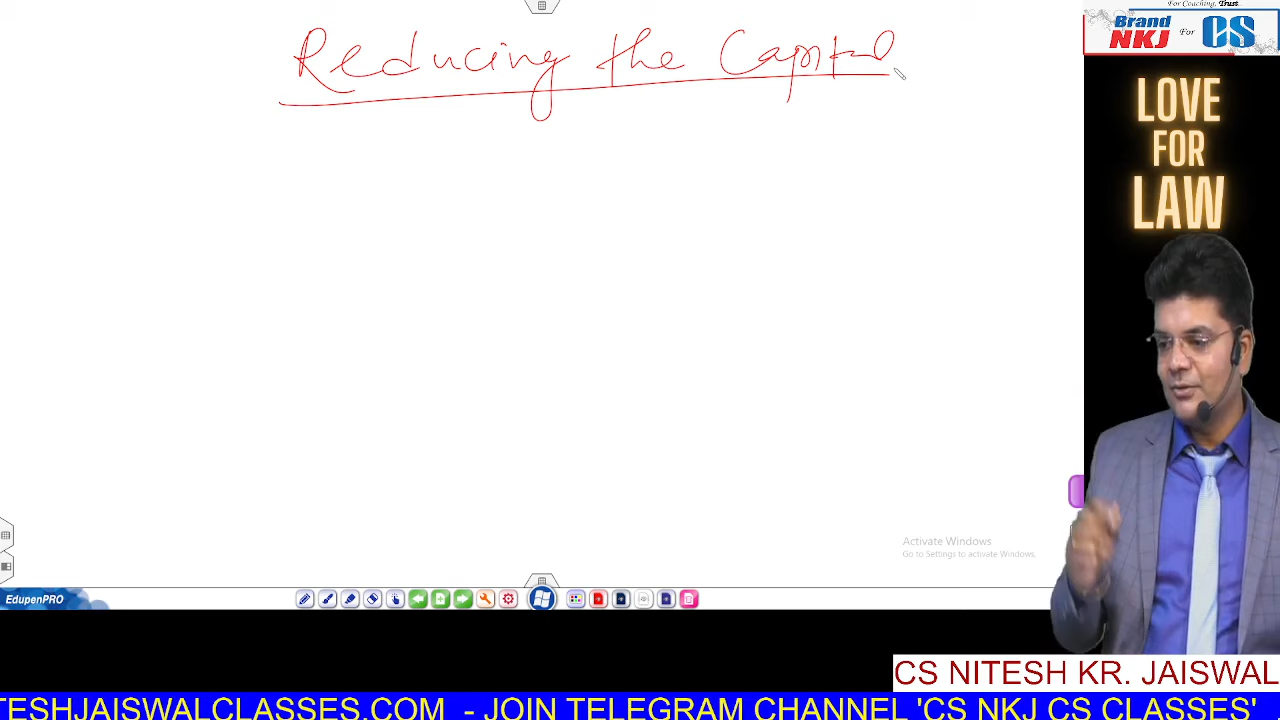 For Coaching, Trust
Brand NKJ For CS
Reducing the Capital
LOVE
FOR
LAW
Activate Windows
Go to Settings to activate Windows.
EdupenPRO
CS NITESH KR. JAISWAL
TESHJAISWALCLASSES.COM - JOIN TELEGRAM CHANNEL 'CS NKJ CS CLASSES'